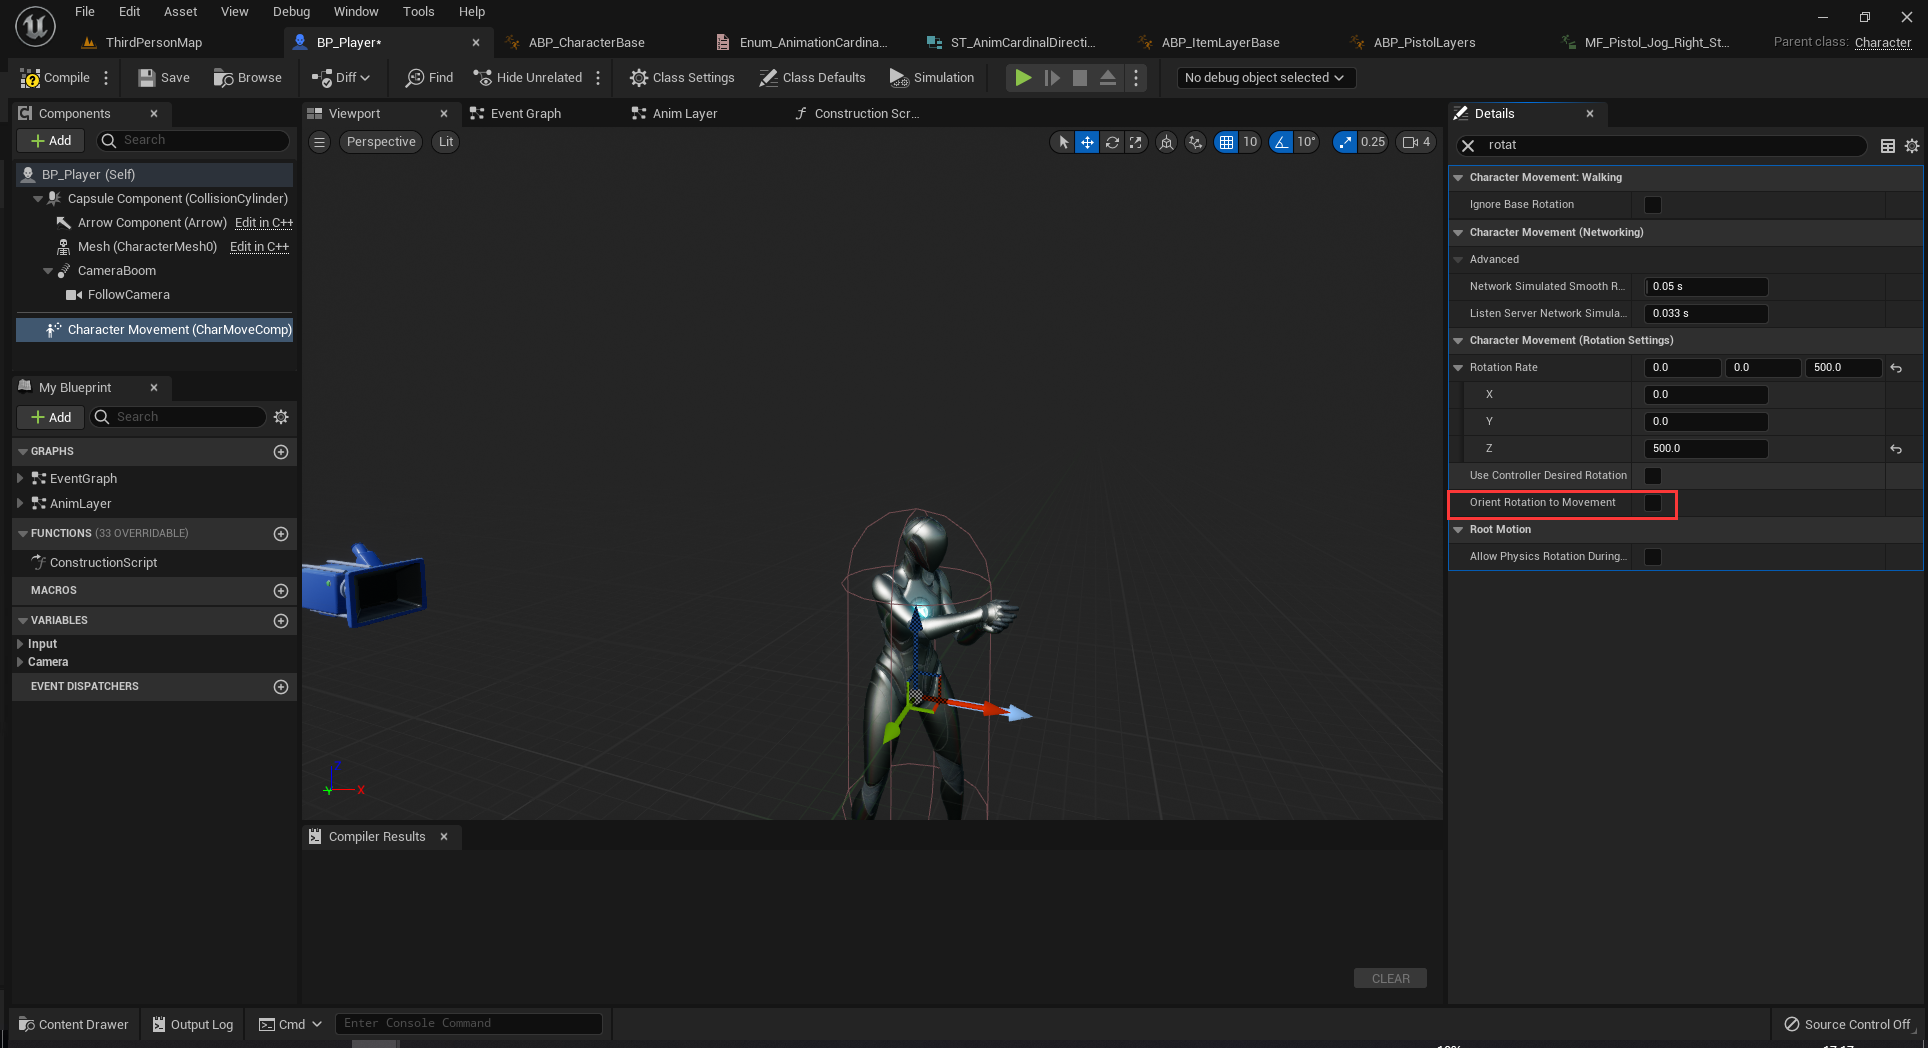 File Edit Asset View Debug Window Tools Help
ThirdPersonMap BP_Player* ABP_CharacterBase Enum_AnimationCardina... ST_AnimCardinalDirecti... ABP_ItemLayerBase ABP_PistolLayers MF_Pistol_Jog_Right_St... Parent class: Character
Compile Save Browse Diff Find Hide Unrelated Class Settings Class Defaults Simulation No debug object selected
Components
Add Search
BP_Player (Self)
Capsule Component (CollisionCylinder)
Arrow Component (Arrow) Edit in C++
Mesh (CharacterMesh0) Edit in C++
CameraBoom
FollowCamera
Character Movement (CharMoveComp)
My Blueprint
Add Search
GRAPHS
EventGraph
AnimLayer
FUNCTIONS (33 OVERRIDABLE)
ConstructionScript
MACROS
VARIABLES
Input
Camera
EVENT DISPATCHERS
Viewport Event Graph Anim Layer Construction Scr...
Perspective Lit 10 10° 0.25 4
X
Compiler Results
CLEAR
Details
rotat
Character Movement: Walking
Ignore Base Rotation
Character Movement (Networking)
Advanced
Network Simulated Smooth R... 0.05 s
Listen Server Network Simula... 0.033 s
Character Movement (Rotation Settings)
Rotation Rate 0.0 0.0 500.0
X 0.0
Y 0.0
Z 500.0
Use Controller Desired Rotation
Orient Rotation to Movement
Root Motion
Allow Physics Rotation During...
Content Drawer Output Log Cmd Enter Console Command Source Control Off